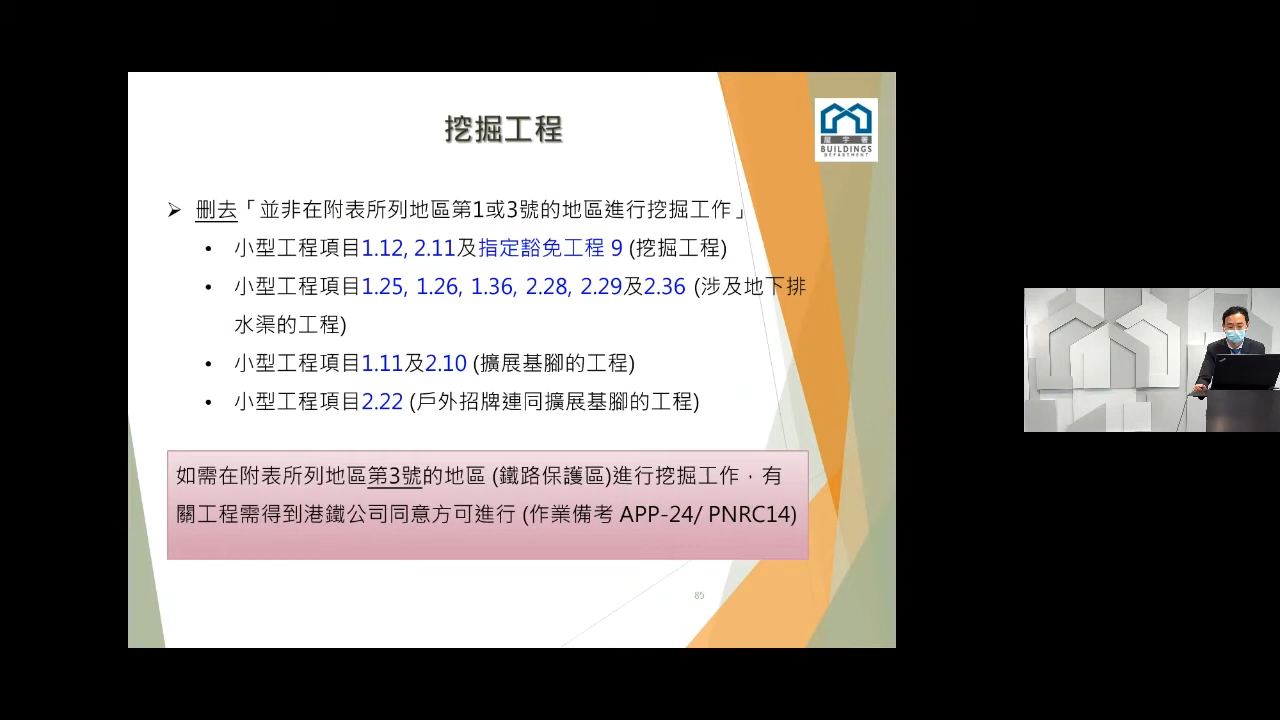 挖掘工程
屋宇署
BUILDINGS
DEPARTMENT
➢ 刪去「並非在附表所列地區第1或3號的地區進行挖掘工作」
• 小型工程項目1.12, 2.11及指定豁免工程 9 (挖掘工程)
• 小型工程項目1.25, 1.26, 1.36, 2.28, 2.29及2.36 (涉及地下排
水渠的工程)
• 小型工程項目1.11及2.10 (擴展基腳的工程)
• 小型工程項目2.22 (戶外招牌連同擴展基腳的工程)
如需在附表所列地區第3號的地區 (鐵路保護區)進行挖掘工作，有
關工程需得到港鐵公司同意方可進行 (作業備考 APP-24/ PNRC14)
85